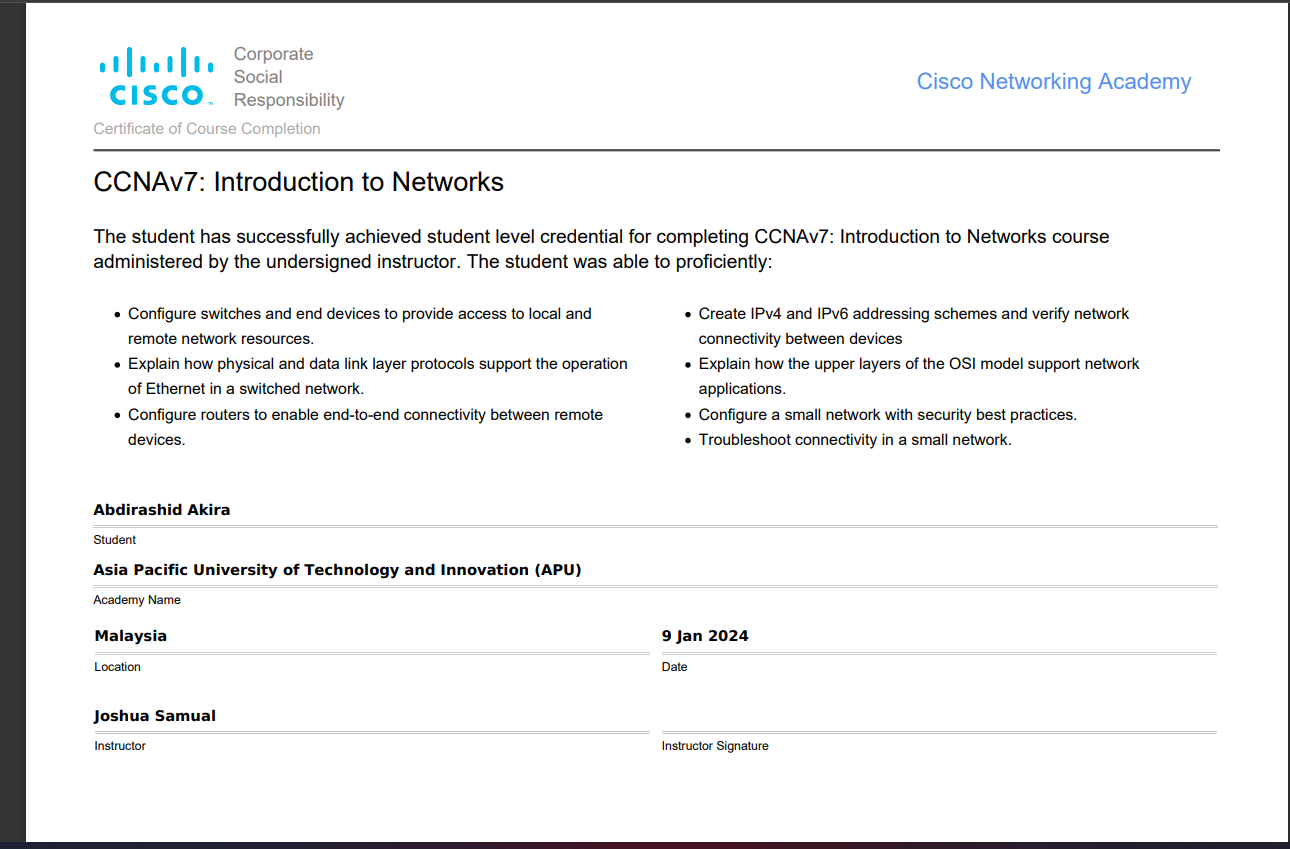 Corporate
Social
Responsibility
CISCO™
Cisco Networking Academy
Certificate of Course Completion
CCNAv7: Introduction to Networks
The student has successfully achieved student level credential for completing CCNAv7: Introduction to Networks course
administered by the undersigned instructor. The student was able to proficiently:
• Configure switches and end devices to provide access to local and
remote network resources.
• Explain how physical and data link layer protocols support the operation
of Ethernet in a switched network.
• Configure routers to enable end-to-end connectivity between remote
devices.
• Create IPv4 and IPv6 addressing schemes and verify network
connectivity between devices
• Explain how the upper layers of the OSI model support network
applications.
• Configure a small network with security best practices.
• Troubleshoot connectivity in a small network.
Abdirashid Akira
Student
Asia Pacific University of Technology and Innovation (APU)
Academy Name
Malaysia
Location
9 Jan 2024
Date
Joshua Samual
Instructor
Instructor Signature